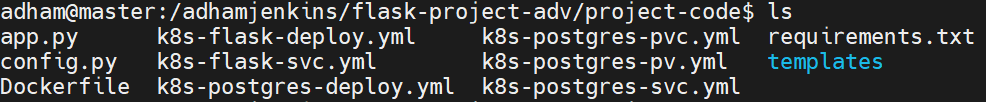 adham@master:/adhamjenkins/flask-project-adv/project-code$ ls
app.py k8s-flask-deploy.yml k8s-postgres-pvc.yml requirements.txt
config.py k8s-flask-svc.yml k8s-postgres-pv.yml templates
Dockerfile k8s-postgres-deploy.yml k8s-postgres-svc.yml